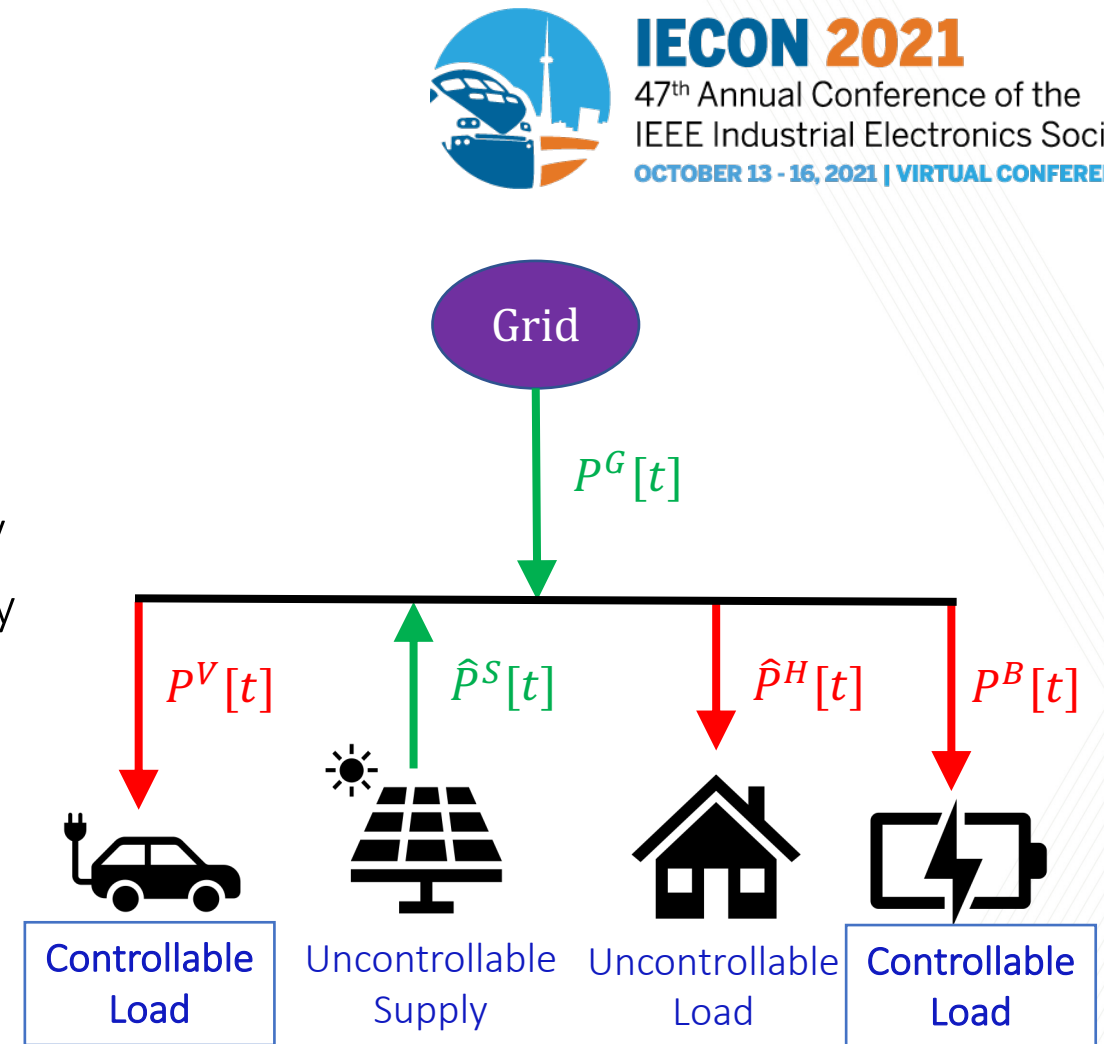 IECON 2021
47th Annual Conference of the
IEEE Industrial Electronics Soci
OCTOBER 13 - 16, 2021 | VIRTUAL CONFERE
Grid
P^G[t]
y
y
P^V[t] P̂^S[t] P̂^H[t] P^B[t]
Controllable Uncontrollable Uncontrollable Controllable
Load Supply Load Load